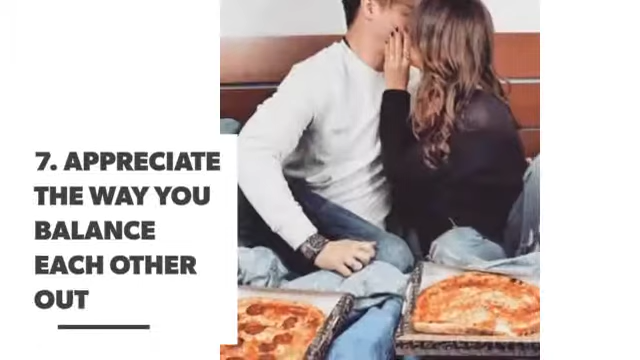 7. APPRECIATE
THE WAY YOU
BALANCE
EACH OTHER
OUT